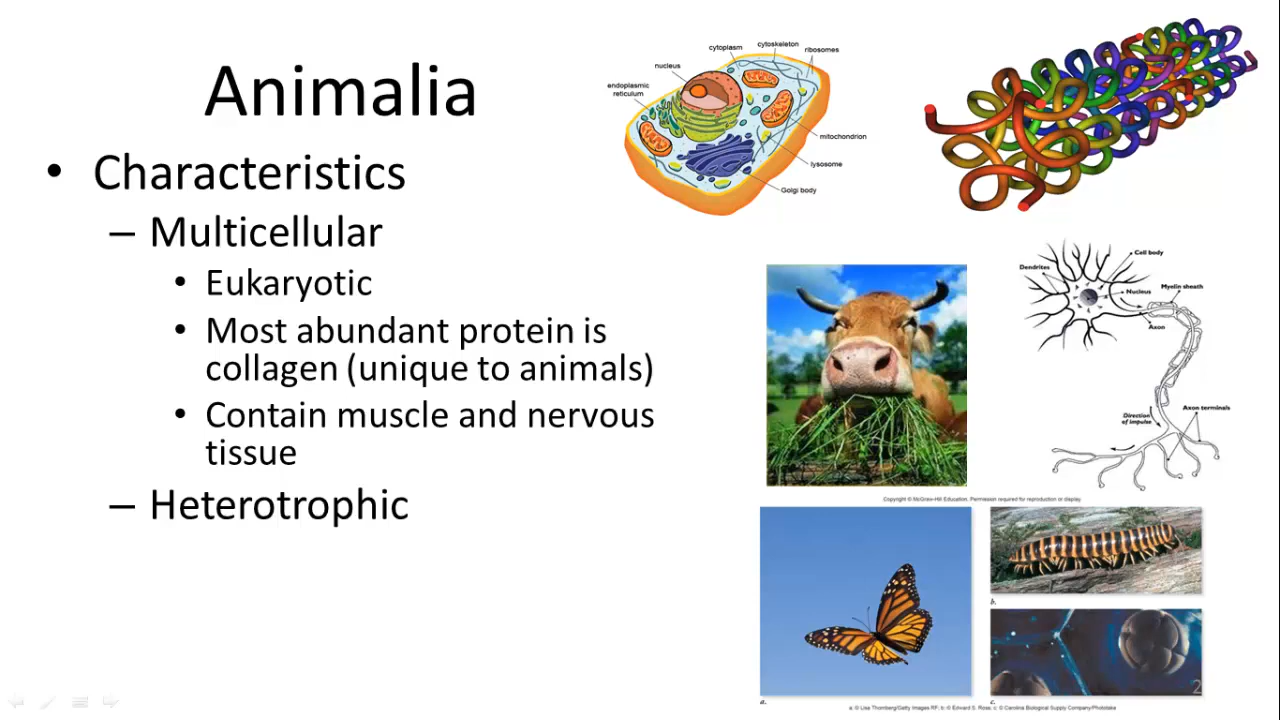 Animalia
• Characteristics
– Multicellular
• Eukaryotic
• Most abundant protein is
collagen (unique to animals)
• Contain muscle and nervous
tissue
– Heterotrophic
cytoplasm
cytoskeleton
ribosomes
nucleus
endoplasmic
reticulum
mitochondrion
lysosome
Golgi body
Cell body
Dendrites
Nucleus
Myelin sheath
Axon
Direction
of impulse
Axon terminals
Copyright © McGraw-Hill Education. Permission required for reproduction or display.
b.
2
a.
c.
a: © Lisa Thornberg/Getty Images RF; b: © Edward S. Ross; c: © Carolina Biological Supply Company/Phototake